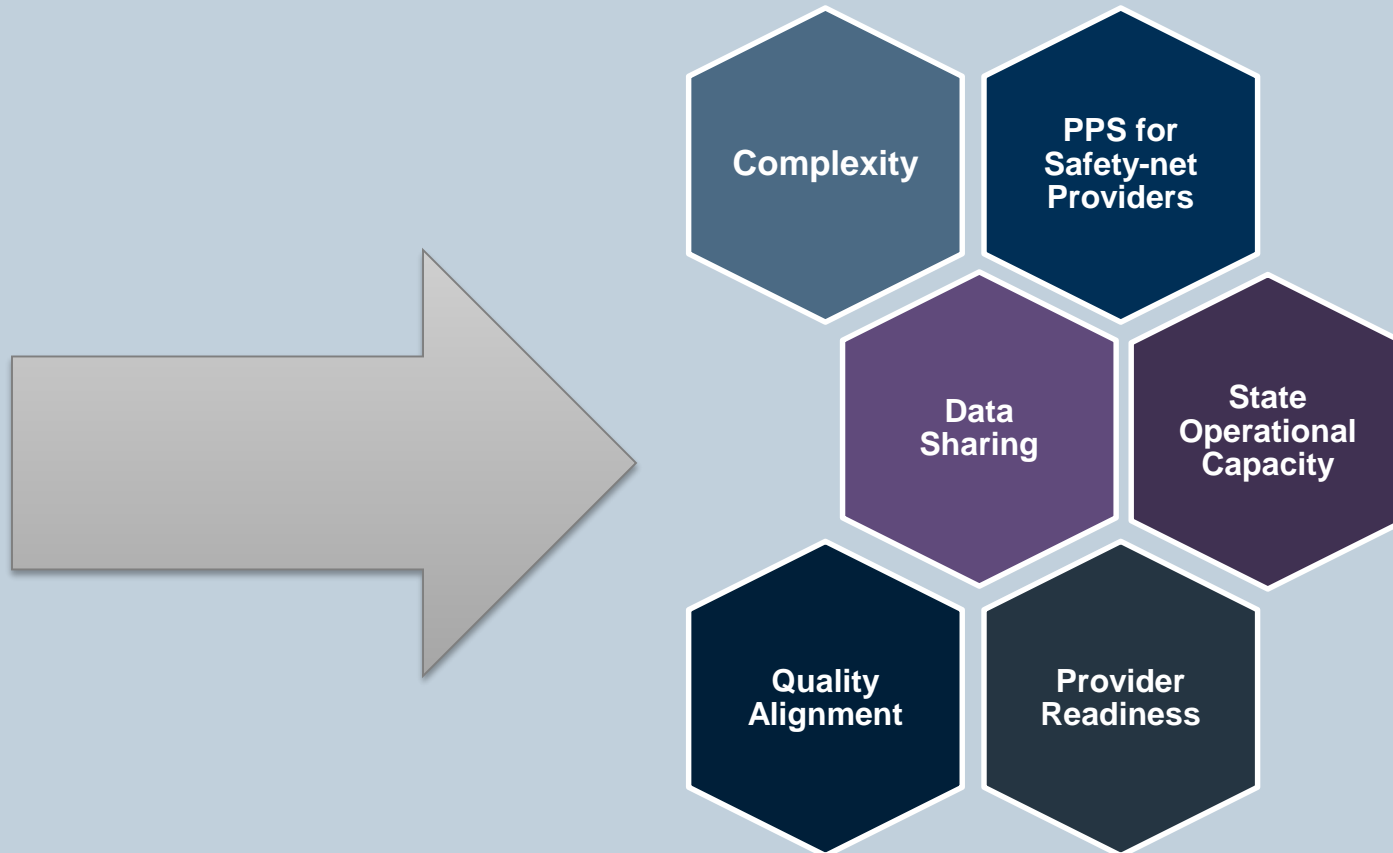 Complexity
PPS for
Safety-net
Providers
Data
Sharing
State
Operational
Capacity
Quality
Alignment
Provider
Readiness